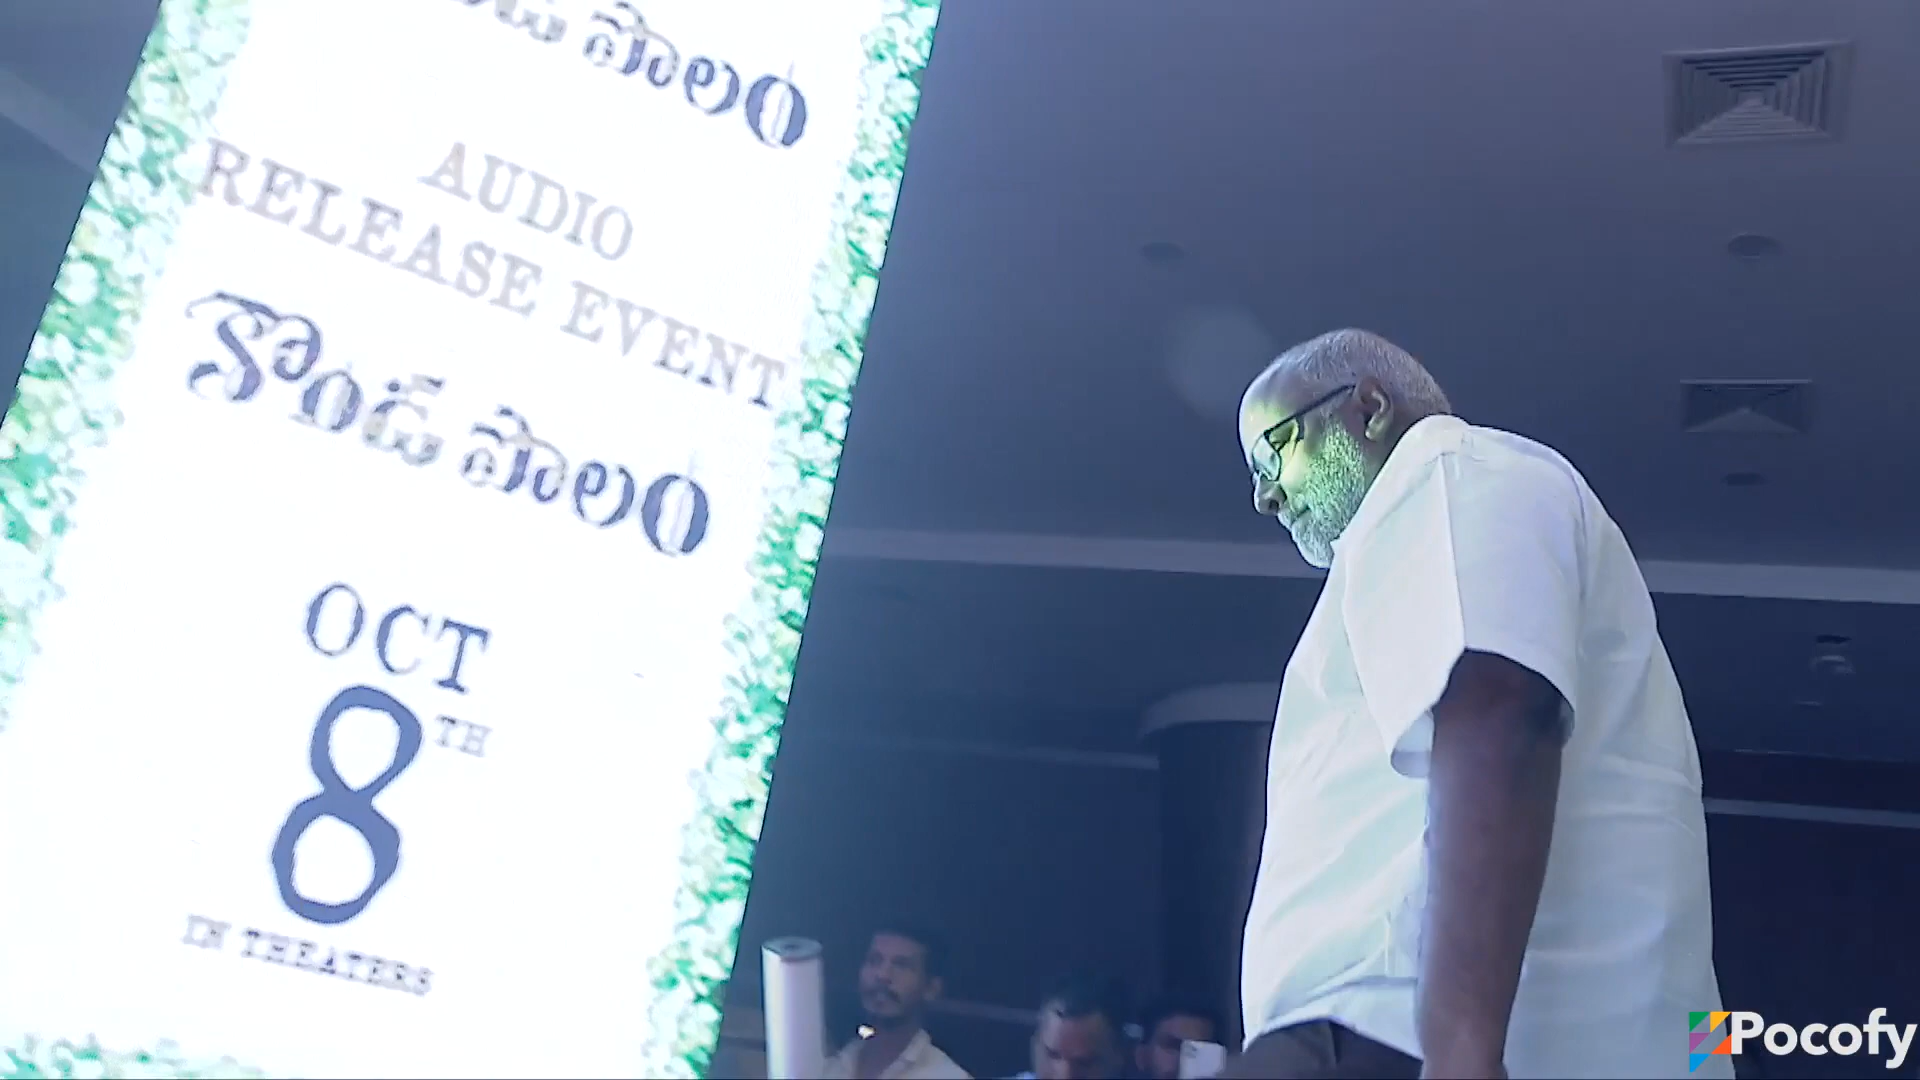 కొండ పొలం
AUDIO
RELEASE EVENT
కొండ పొలం
OCT
8TH
IN THEATERS
Pocofy